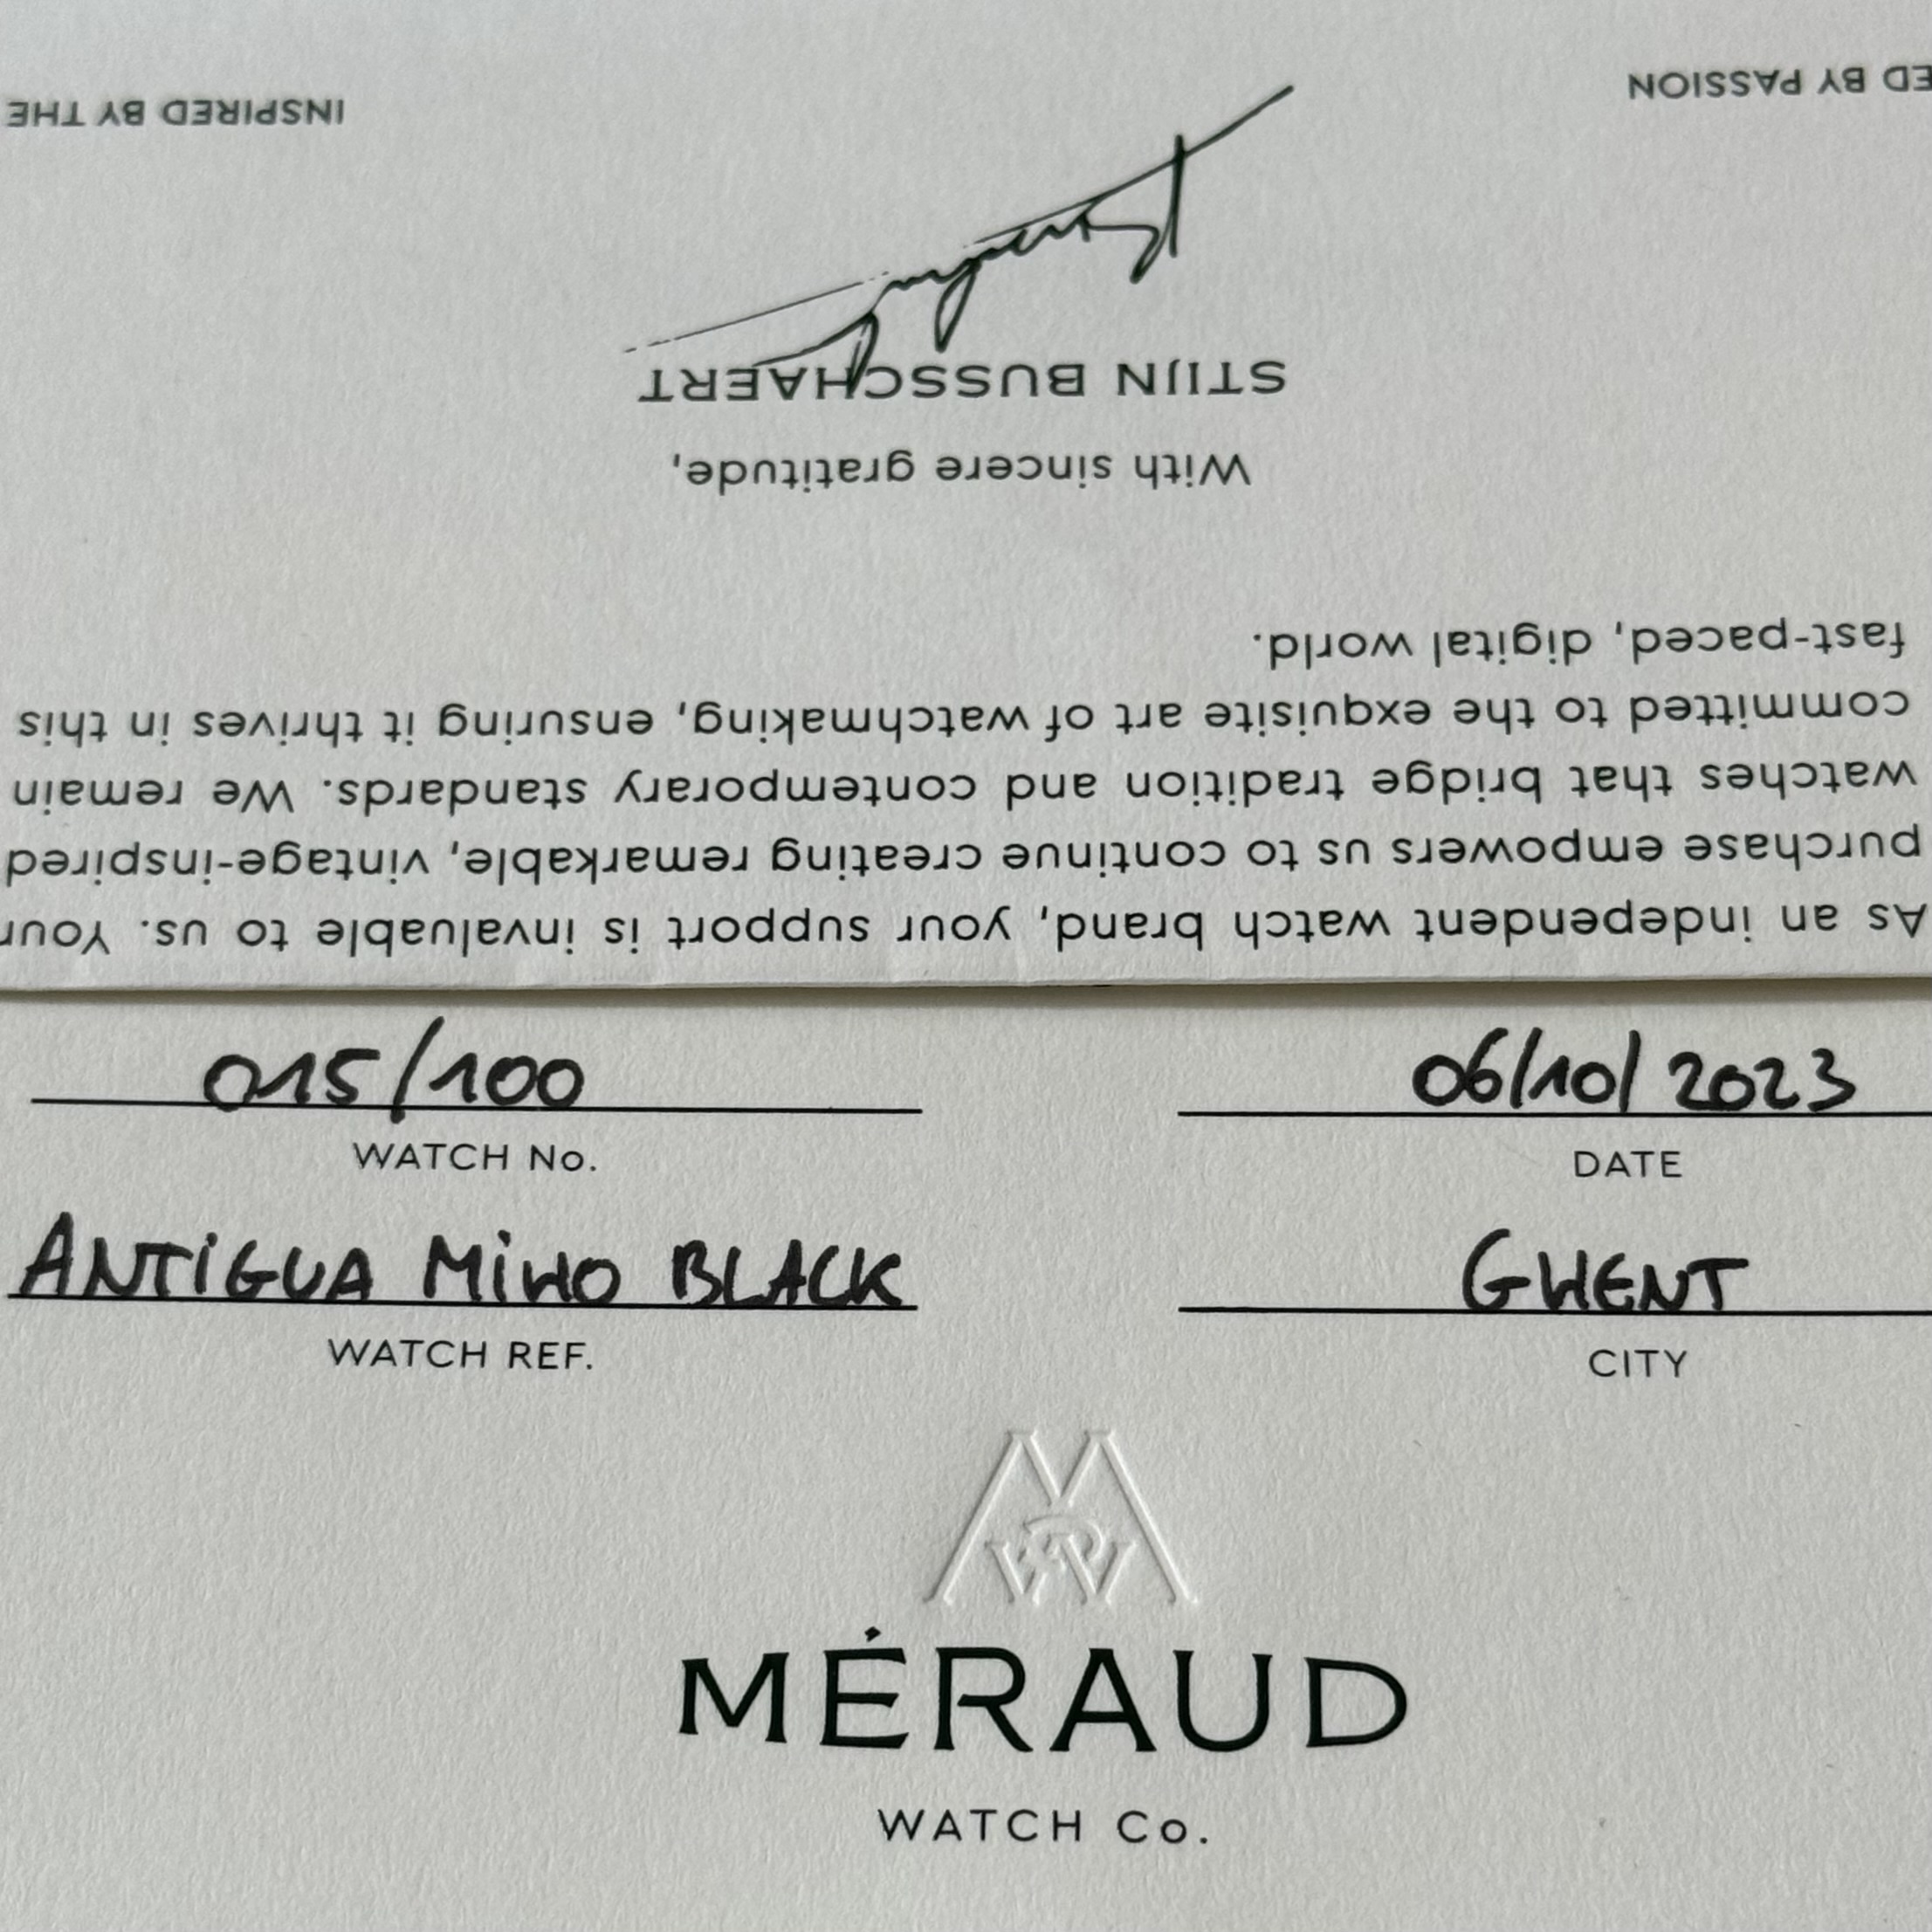 As an independent watch brand, your support is invaluable to us. Your
purchase empowers us to continue creating remarkable, vintage-inspired
watches that bridge tradition and contemporary standards. We remain
committed to the exquisite art of watchmaking, ensuring it thrives in this
fast-paced, digital world.
With sincere gratitude,
STIJN BUSSCHAERT
ED BY PASSION
INSPIRED BY THE
015/100
WATCH No.
06/10/2023
DATE
ANTIGUA MIHO BLACK
WATCH REF.
GHENT
CITY
MÉRAUD
WATCH Co.